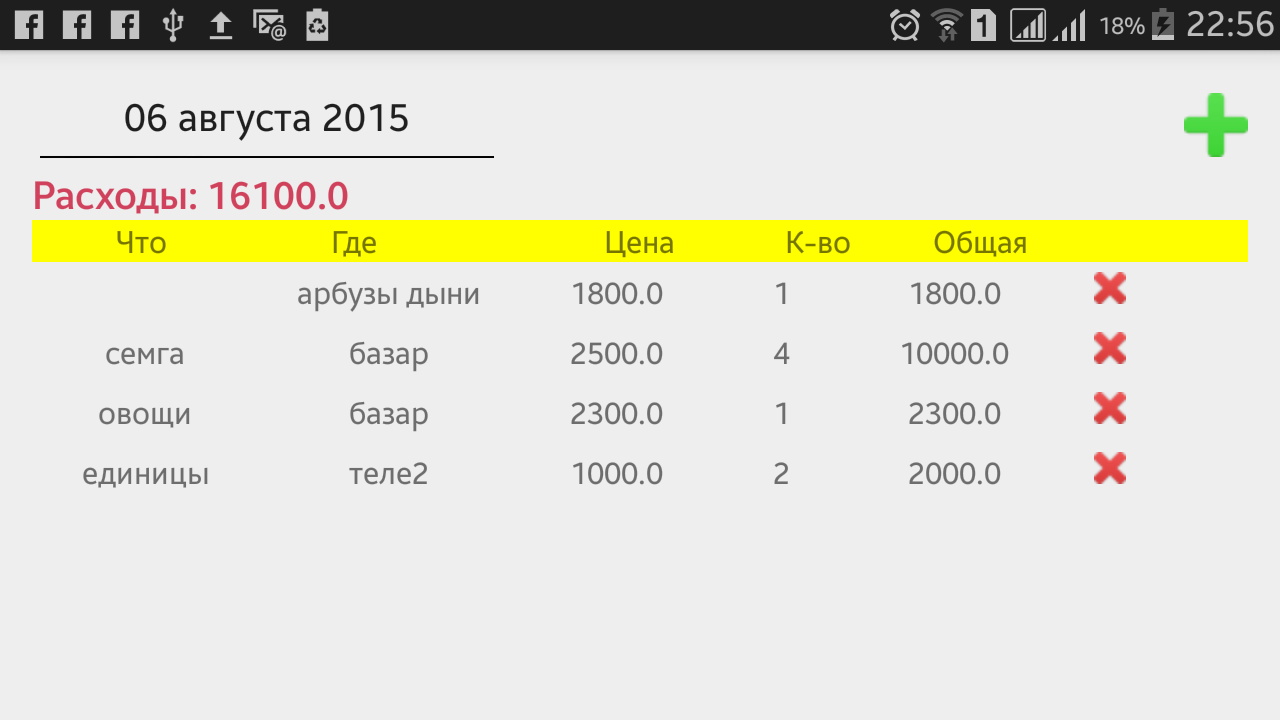 1 18% 22:56
06 августа 2015
Расходы: 16100.0
Что Где Цена К-во Общая
арбузы дыни 1800.0 1 1800.0
семга базар 2500.0 4 10000.0
овощи базар 2300.0 1 2300.0
единицы теле2 1000.0 2 2000.0